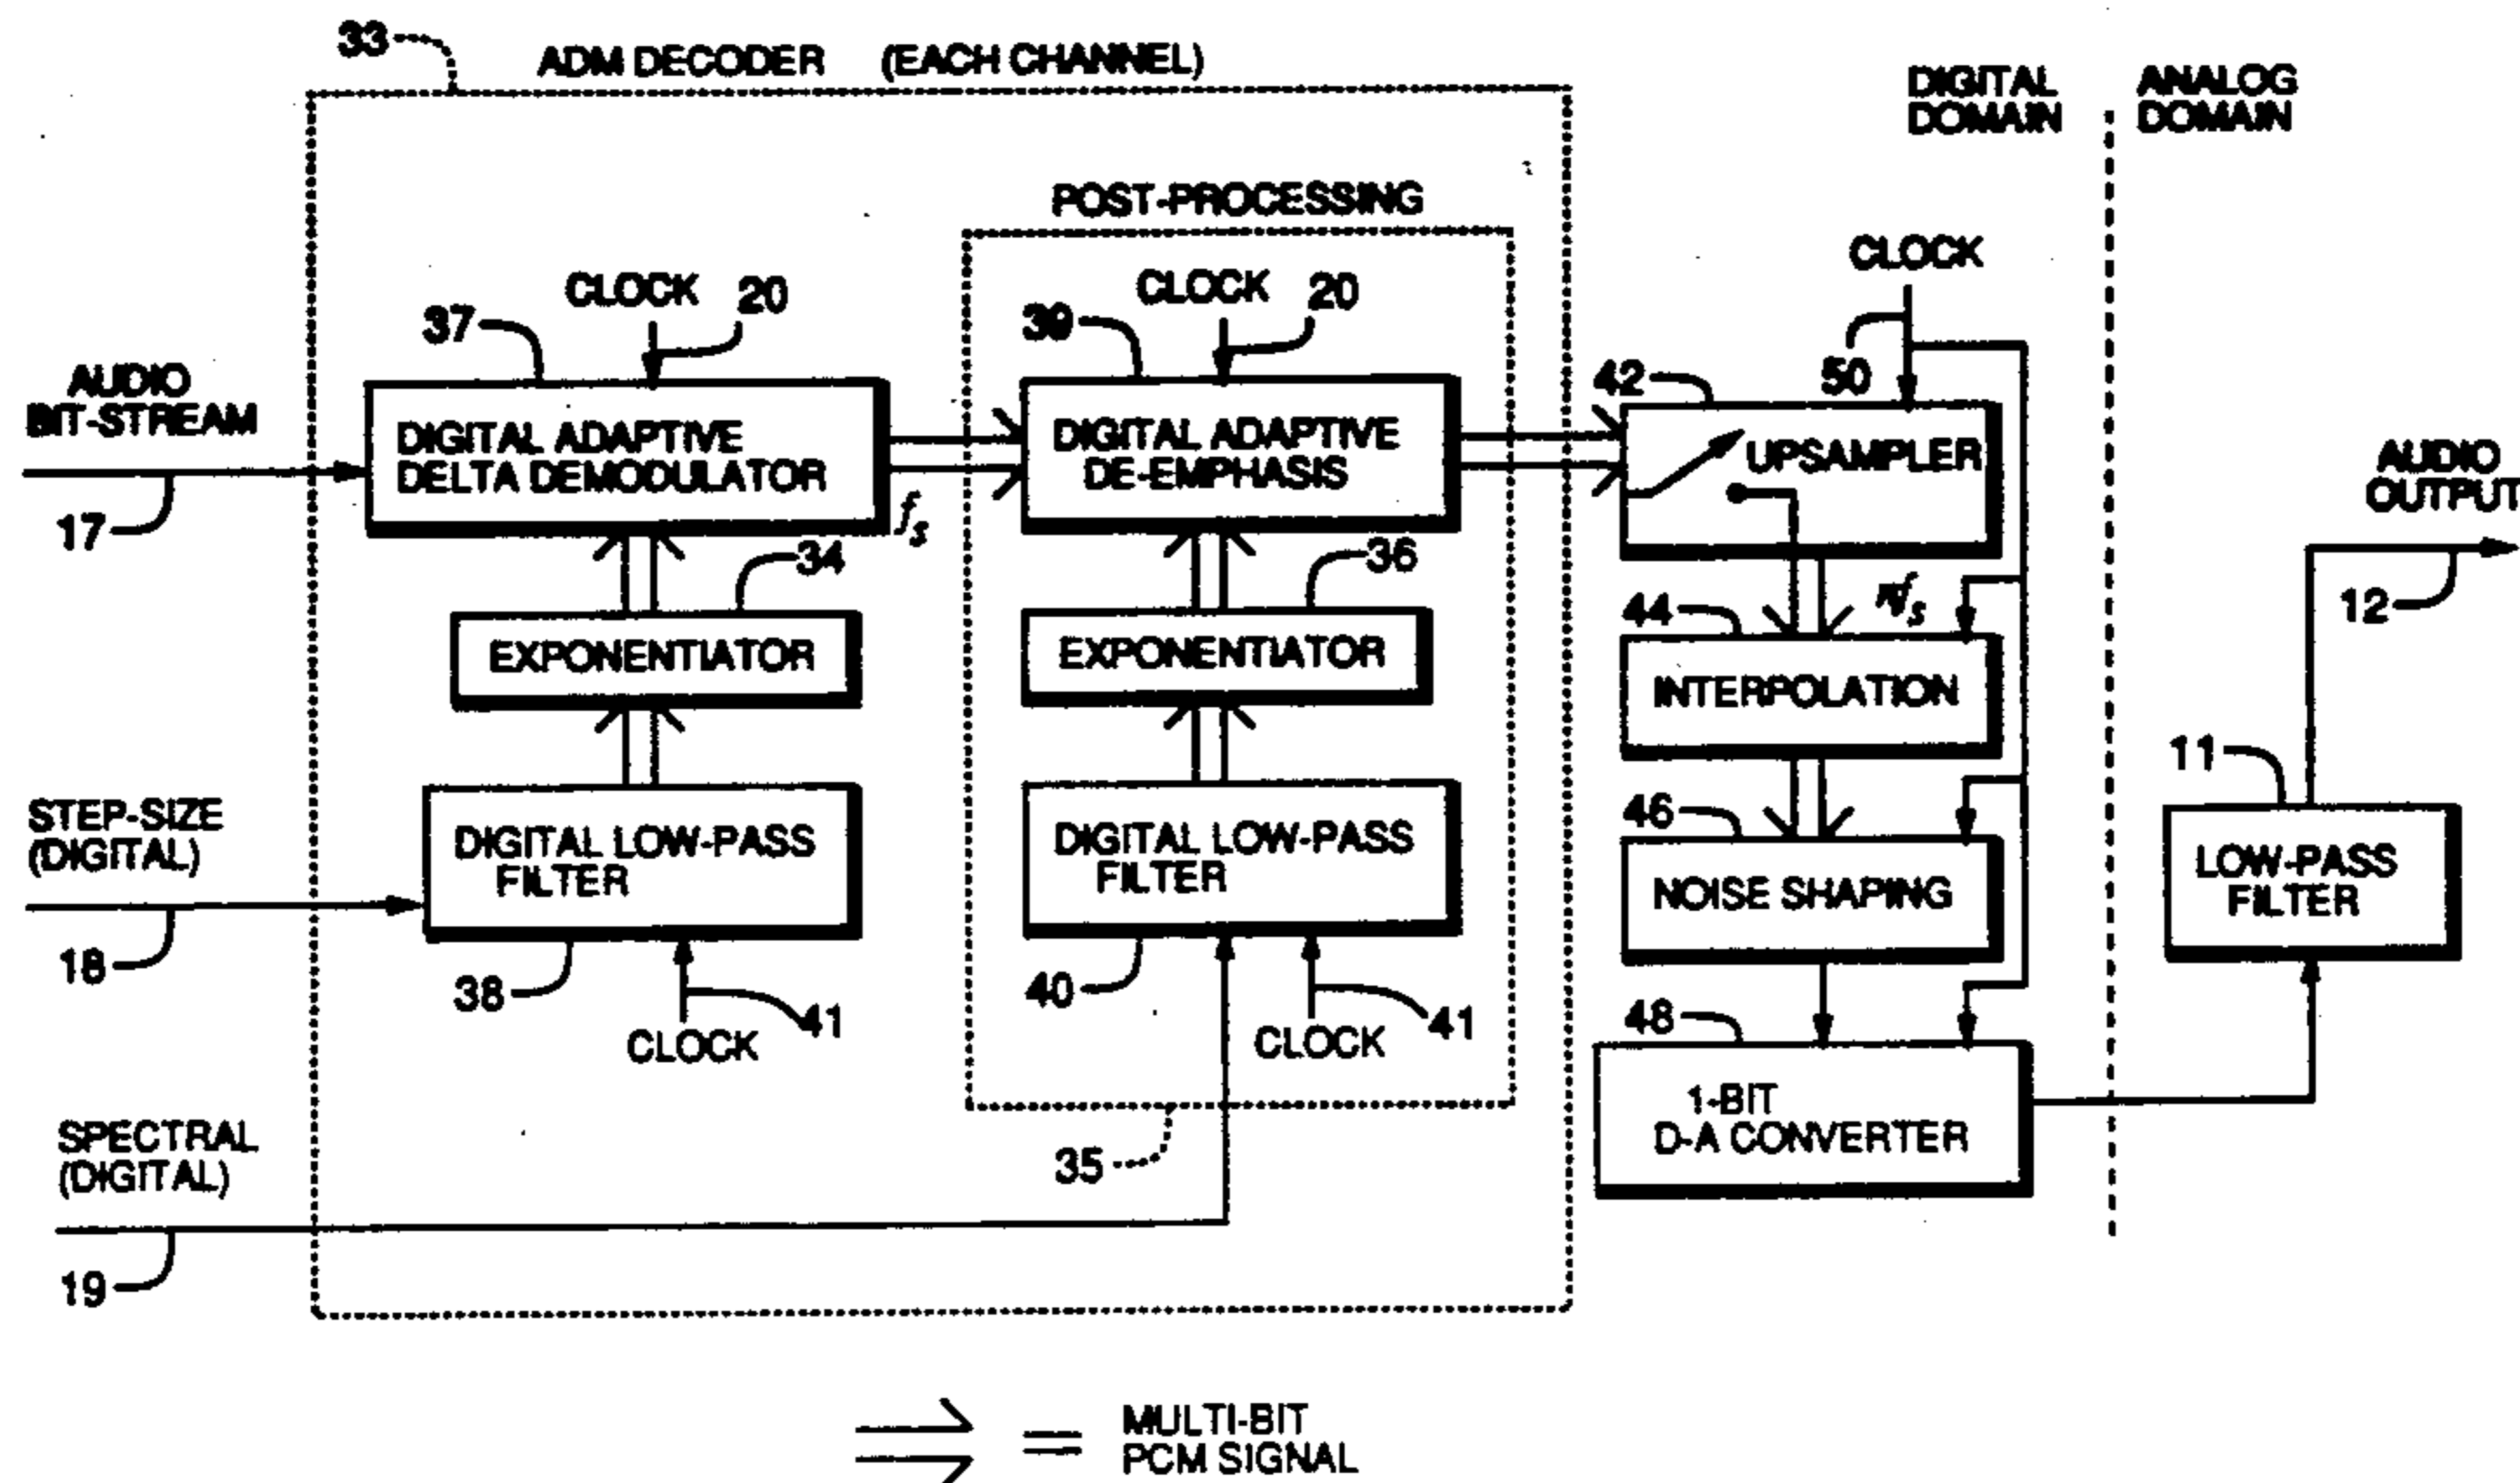 33
ADM DECODER (EACH CHANNEL)
DIGITAL DOMAIN
ANALOG DOMAIN
POST-PROCESSING
CLOCK
20
CLOCK
20
CLOCK
37
39
42
50
AUDIO
BIT-STREAM
17
DIGITAL ADAPTIVE
DELTA DEMODULATOR
fs
DIGITAL ADAPTIVE
DE-EMPHASIS
UPSAMPLER
AUDIO
OUTPUT
12
34
EXPONENTIATOR
36
EXPONENTIATOR
44
INTERPOLATION
STEP-SIZE
(DIGITAL)
18
DIGITAL LOW-PASS
FILTER
38
CLOCK
41
DIGITAL LOW-PASS
FILTER
40
CLOCK
41
46
NOISE SHAPING
11
LOW-PASS
FILTER
48
1-BIT
D-A CONVERTER
SPECTRAL
(DIGITAL)
19
35
=
MULTI-BIT
PCM SIGNAL